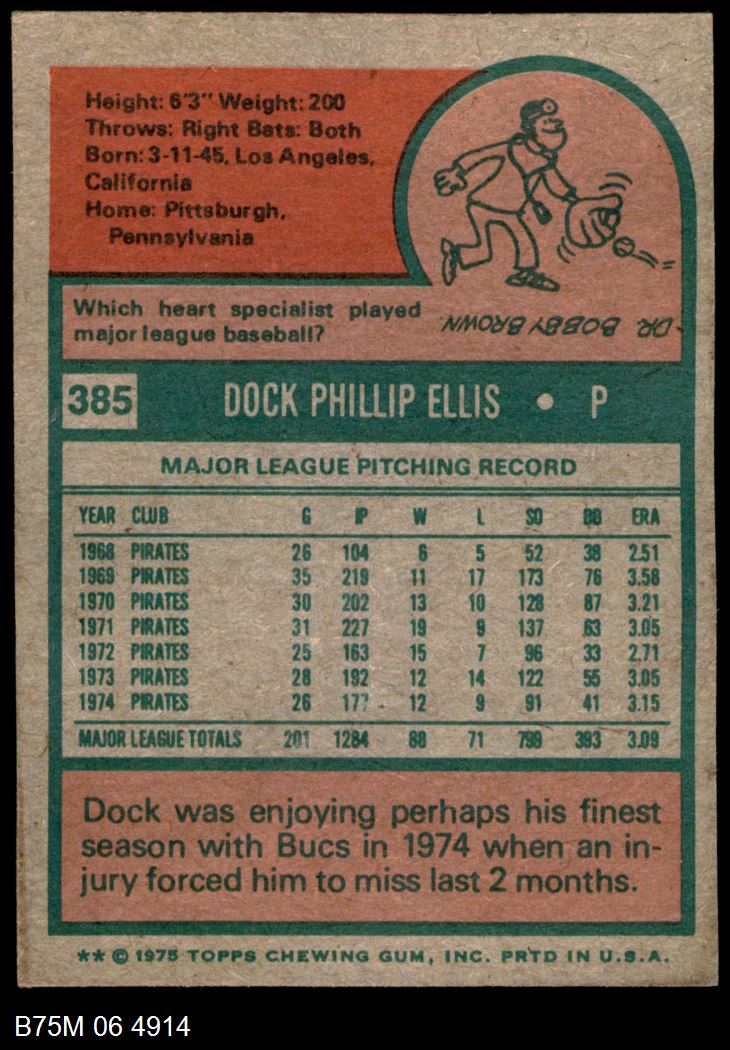 Height: 6'3" Weight: 200
Throws: Right Bats: Both
Born: 3-11-45, Los Angeles,
California
Home: Pittsburgh,
Pennsylvania
Which heart specialist played
major league baseball?
DR. BOBBY BROWN.
385 DOCK PHILLIP ELLIS • P
MAJOR LEAGUE PITCHING RECORD
YEAR CLUB G IP W L SO BB ERA
1968 PIRATES 26 104 6 5 52 38 2.51
1969 PIRATES 35 219 11 17 173 76 3.58
1970 PIRATES 30 202 13 10 128 87 3.21
1971 PIRATES 31 227 19 9 137 63 3.05
1972 PIRATES 25 163 15 7 96 33 2.71
1973 PIRATES 28 192 12 14 122 55 3.05
1974 PIRATES 26 177 12 9 91 41 3.15
MAJOR LEAGUE TOTALS 201 1284 88 71 799 393 3.09
Dock was enjoying perhaps his finest
season with Bucs in 1974 when an in-
jury forced him to miss last 2 months.
** © 1975 TOPPS CHEWING GUM, INC. PRTD IN U.S.A.
B75M 06 4914